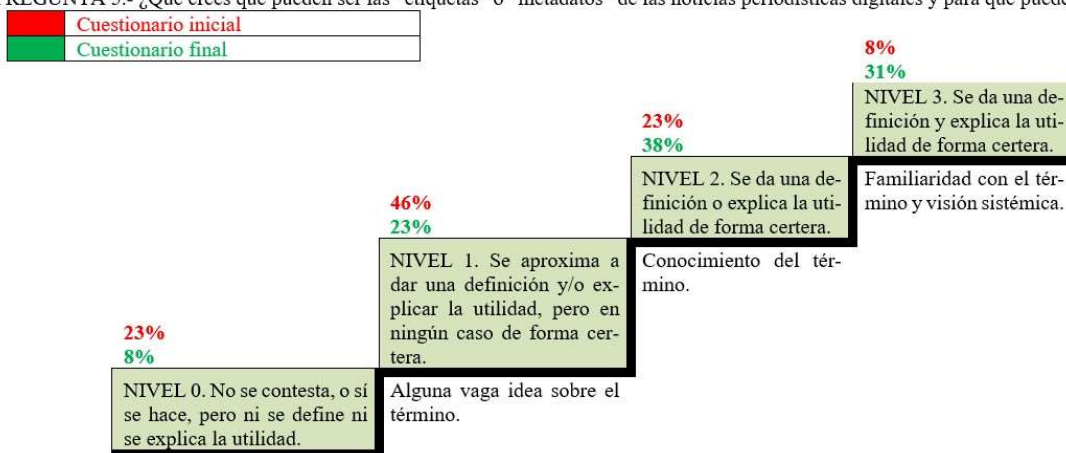 PREGUNTA 5.- ¿Qué crees que pueden ser las "etiquetas" o "metadatos" de las noticias periodísticas digitales y para qué puede
Cuestionario inicial
Cuestionario final
8%
31%
NIVEL 3. Se da una de-
finición y explica la uti-
lidad de forma certera.
Familiaridad con el tér-
mino y visión sistémica.
23%
38%
NIVEL 2. Se da una de-
finición o explica la uti-
lidad de forma certera.
Conocimiento del tér-
mino.
46%
23%
NIVEL 1. Se aproxima a
dar una definición y/o ex-
plicar la utilidad, pero en
ningún caso de forma cer-
tera.
Alguna vaga idea sobre el
término.
23%
8%
NIVEL 0. No se contesta, o sí
se hace, pero ni se define ni
se explica la utilidad.